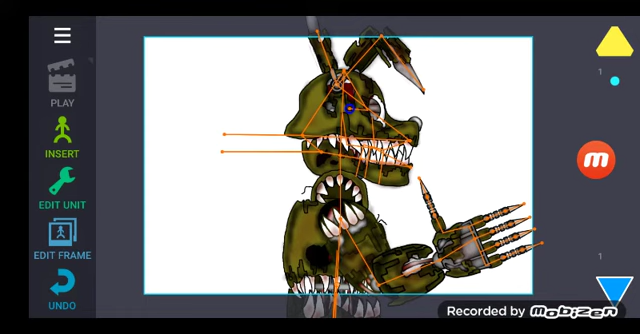 PLAY
1
INSERT
m
EDIT UNIT
EDIT FRAME
1
UNDO
Recorded by mobizen